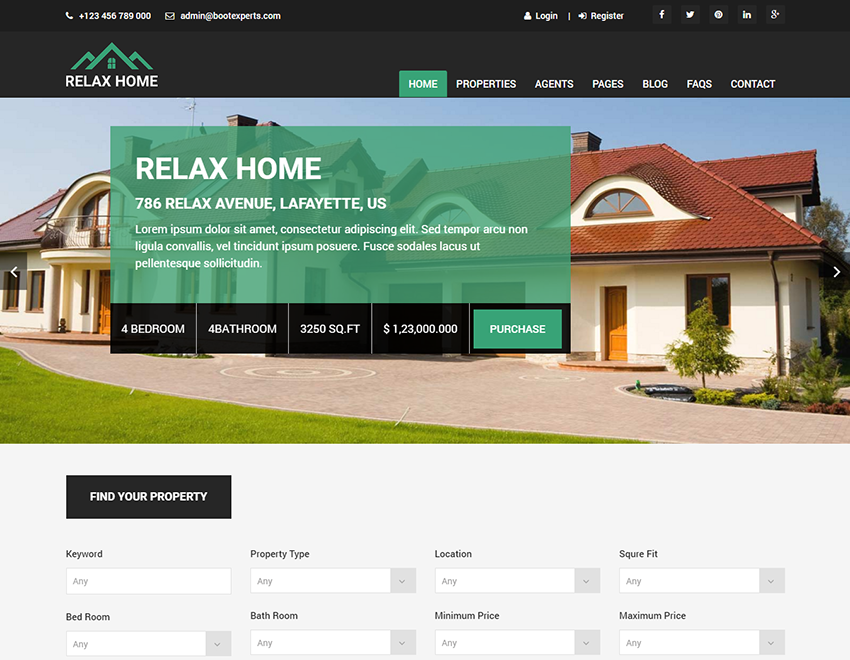 +123 456 789 000 admin@bootexperts.com Login | Register
RELAX HOME
HOME PROPERTIES AGENTS PAGES BLOG FAQS CONTACT
RELAX HOME
786 RELAX AVENUE, LAFAYETTE, US
Lorem ipsum dolor sit amet, consectetur adipiscing elit. Sed tempor arcu non
ligula convallis, vel tincidunt ipsum posuere. Fusce sodales lacus ut
pellentesque sollicitudin.
4 BEDROOM 4BATHROOM 3250 SQ.FT $ 1,23,000.000 PURCHASE
FIND YOUR PROPERTY
Keyword Property Type Location Squre Fit
Any Any Any Any
Bed Room Bath Room Minimum Price Maximum Price
Any Any Any Any